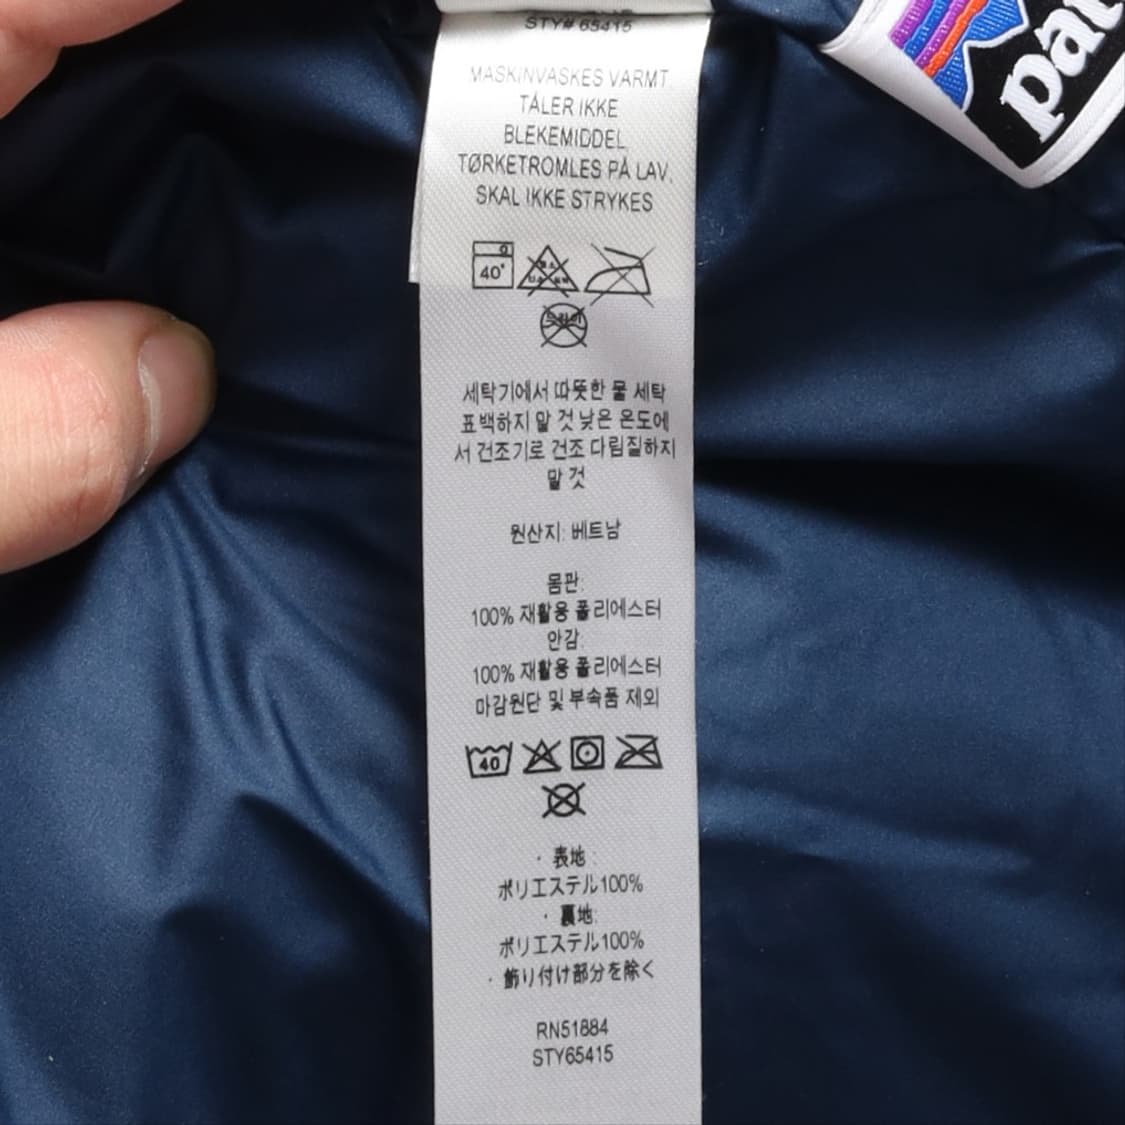 STY# 65415
pat
MASKINVASKES VARMT
TÅLER IKKE
BLEKEMIDDEL.
TØRKETROMLES PÅ LAV.
SKAL IKKE STRYKES
40°
드라이
세탁기에서 따뜻한 물 세탁
표백하지 말 것 낮은 온도에
서 건조기로 건조 다림질하지
말 것
원산지: 베트남
몸판:
100% 재활용 폴리에스터
안감:
100% 재활용 폴리에스터
마감원단 및 부속품 제외
40
· 表地 :
ポリエステル100%
· 裏地:
ポリエステル100%
· 飾り付け部分を除く
RN51884
STY65415